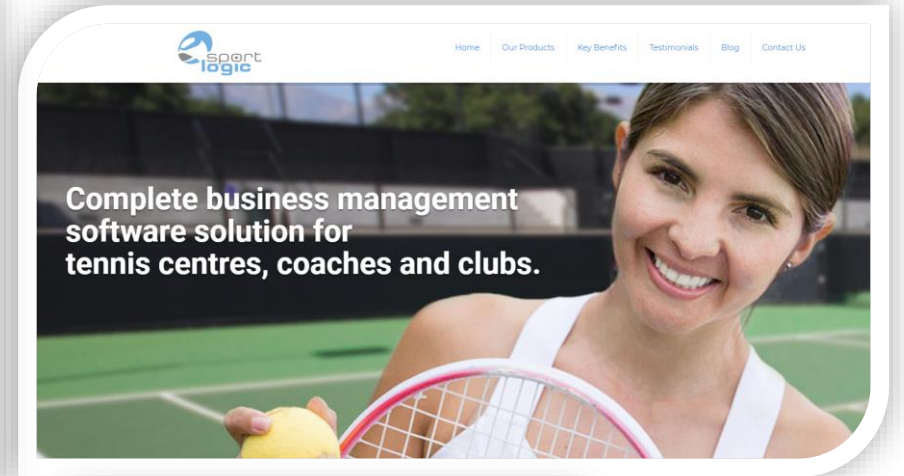 sport
logic
Home Our Products Key Benefits Testimonials Blog Contact Us
Complete business management
software solution for
tennis centres, coaches and clubs.